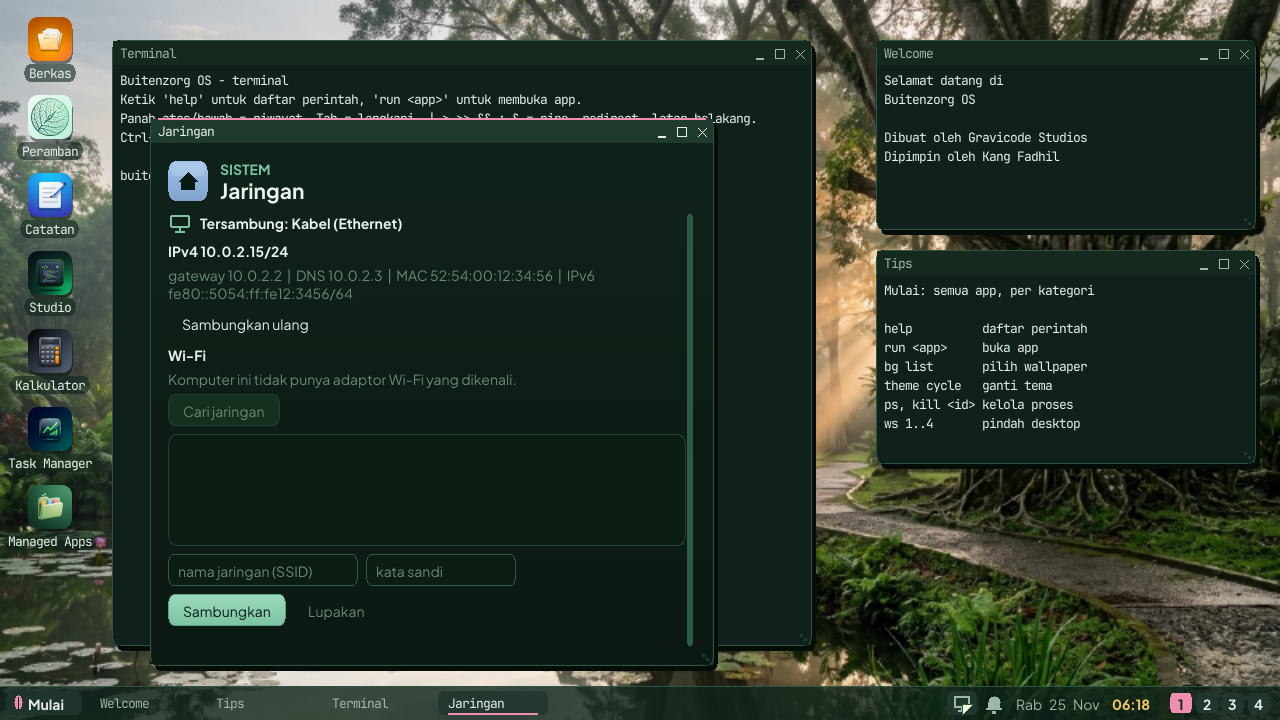 Berkas
Peramban
Catatan
Studio
Kalkulator
Task Manager
Managed Apps
Terminal
Buitenzorg OS - terminal
Ketik 'help' untuk daftar perintah, 'run <app>' untuk membuka app.
Jaringan
SISTEM
Jaringan
Tersambung: Kabel (Ethernet)
IPv4 10.0.2.15/24
gateway 10.0.2.2 | DNS 10.0.2.3 | MAC 52:54:00:12:34:56 | IPv6
fe80::5054:ff:fe12:3456/64
Sambungkan ulang
Wi-Fi
Komputer ini tidak punya adaptor Wi-Fi yang dikenali.
Cari jaringan
nama jaringan (SSID)
kata sandi
Sambungkan
Lupakan
Welcome
Selamat datang di
Buitenzorg OS
Dibuat oleh Gravicode Studios
Dipimpin oleh Kang Fadhil
Tips
Mulai: semua app, per kategori
help daftar perintah
run <app> buka app
bg list pilih wallpaper
theme cycle ganti tema
ps, kill <id> kelola proses
ws 1..4 pindah desktop
Mulai
Welcome
Tips
Terminal
Jaringan
Rab 25 Nov 06:18
1 2 3 4